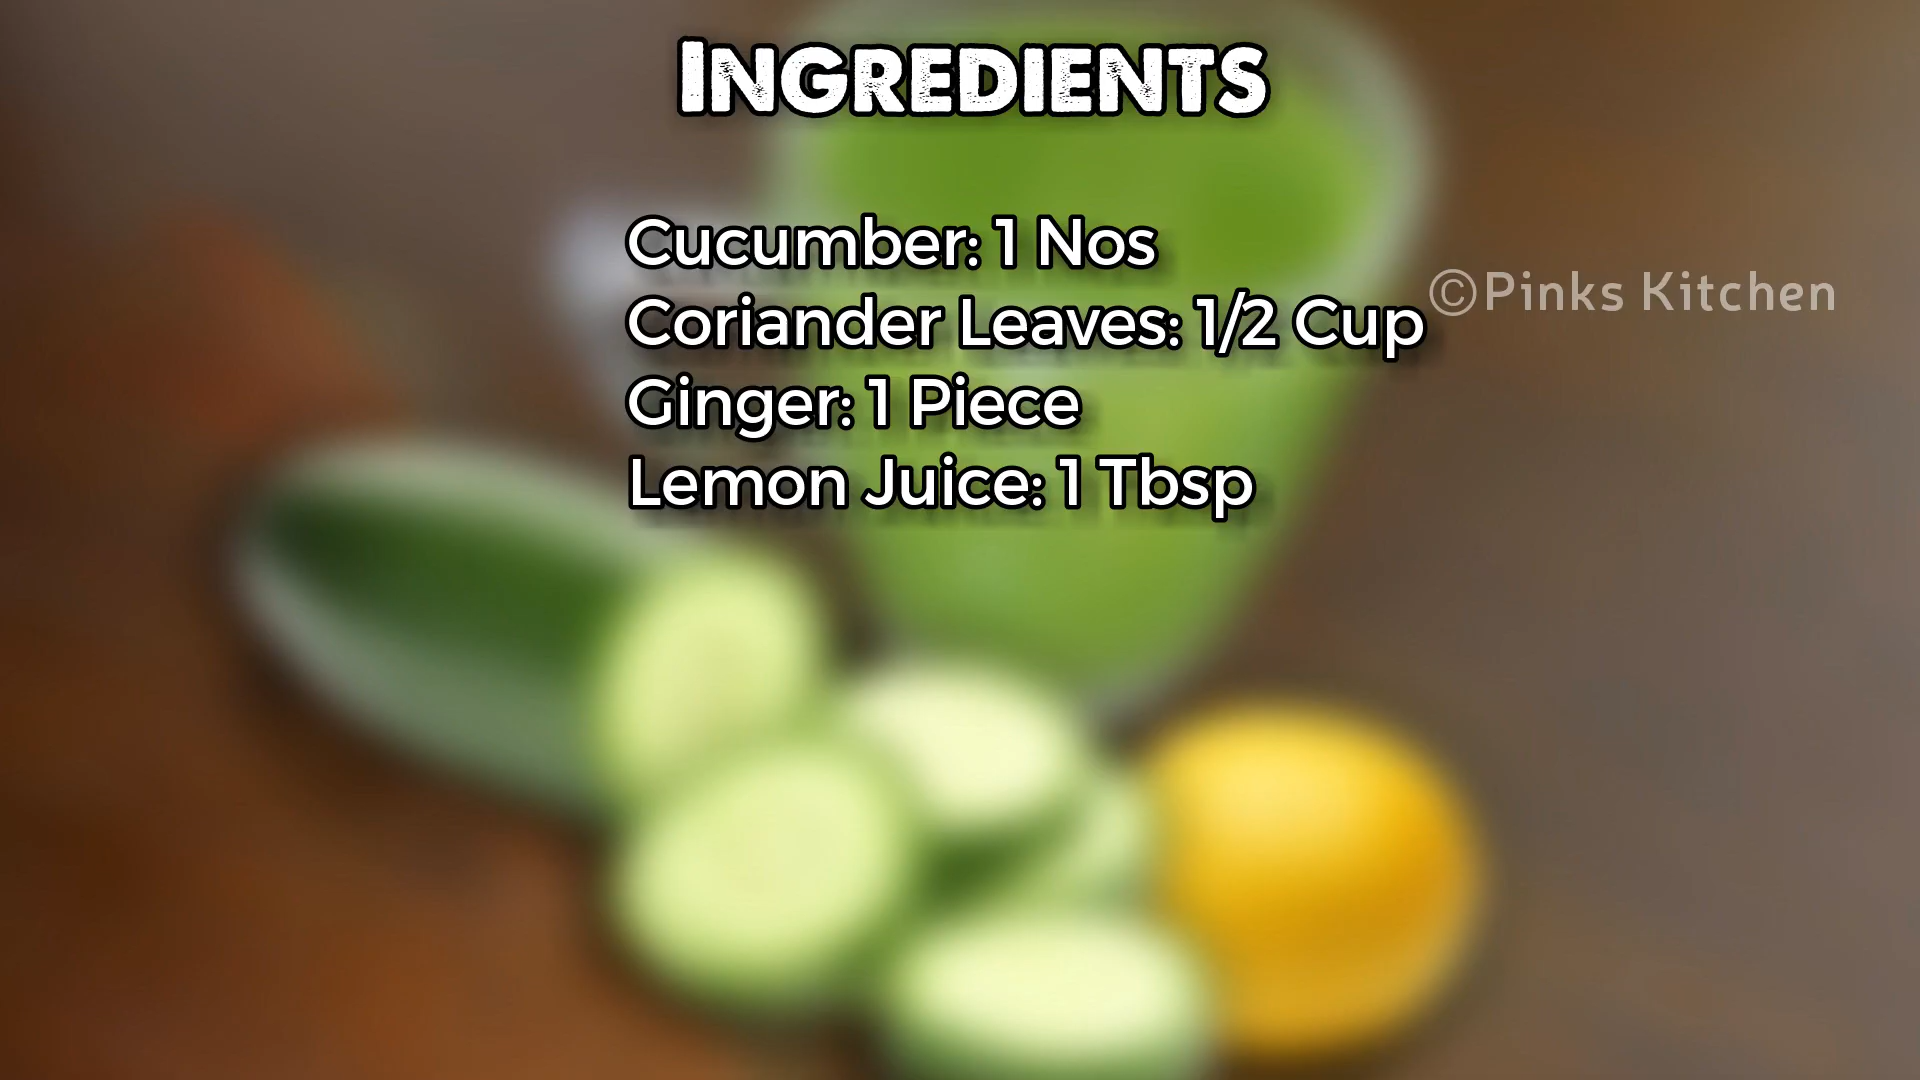 INGREDIENTS
Cucumber: 1 Nos
Coriander Leaves: 1/2 Cup
©Pinks Kitchen
Ginger: 1 Piece
Lemon Juice: 1 Tbsp